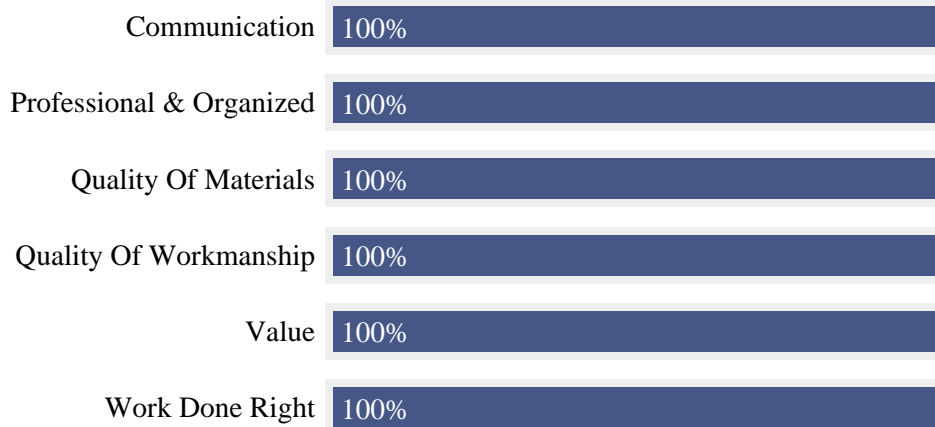 Communication 100%
Professional & Organized 100%
Quality Of Materials 100%
Quality Of Workmanship 100%
Value 100%
Work Done Right 100%